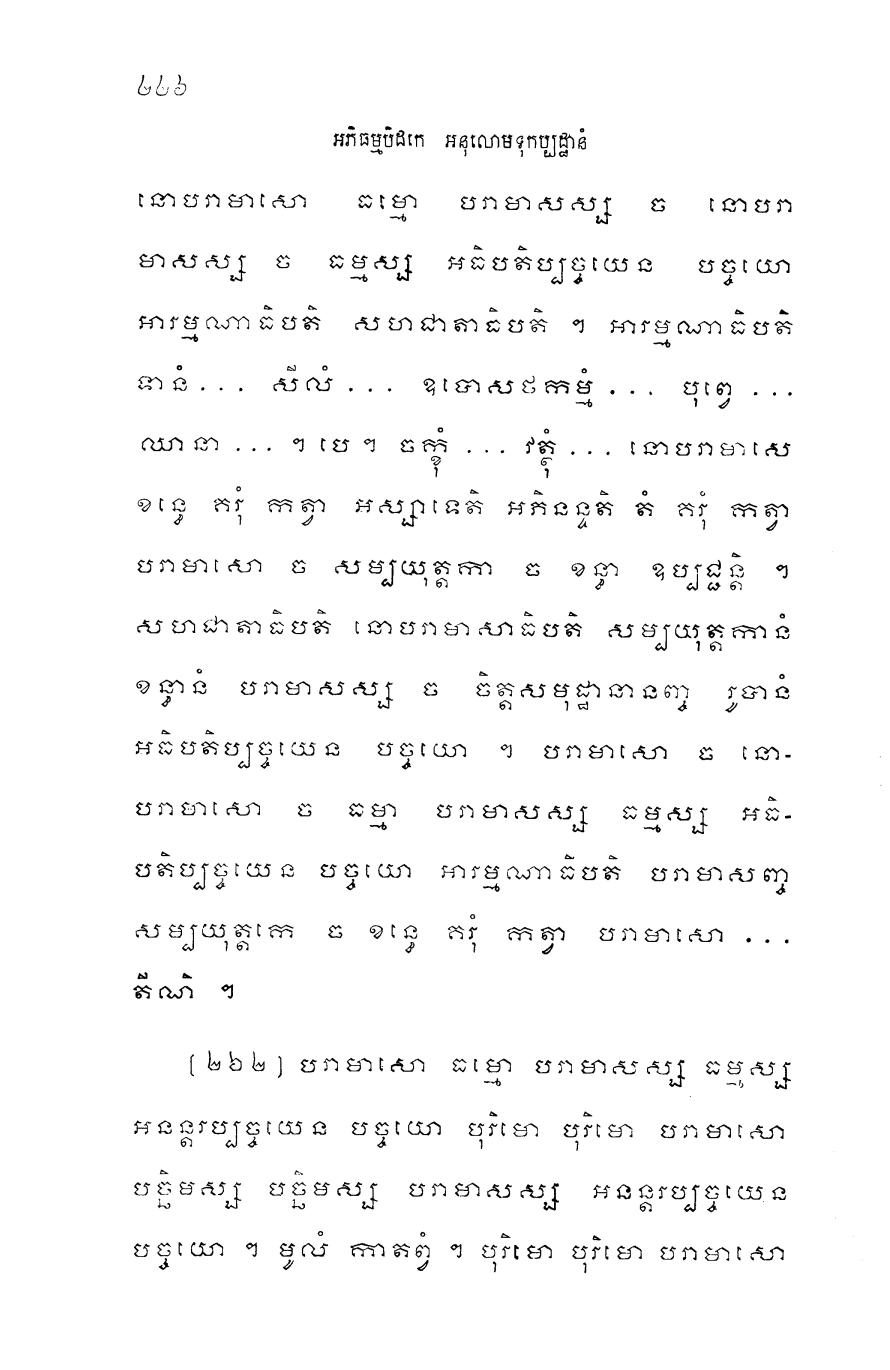 ២២៦
អភិធម្មបិដកេ អនុលោមទុកប្បដ្ឋានំ
នោបរាមាសោ ធម្មោ បរាមាសស្ស ច នោបរា
មាសស្ស ច ធម្មស្ស អធិបតិប្បច្ចយេន បច្ចយោ
អារម្មណាធិបតិ សហជាតាធិបតិ ។ អារម្មណាធិបតិ
ទានំ ... សីលំ ... ឧបោសថកម្មំ ... បុព្វេ ...
ឈានា ... ។ បេ ។ ចក្ខុំ ... វត្ថុំ ... នោបរាមាសេ
ខន្ធេ គរុំ កត្វា អស្សាទេតិ អភិនន្ទតិ តំ គរុំ កត្វា
បរាមាសោ ច សម្បយុត្តកា ច ខន្ធា ឧប្បជ្ជន្តិ ។
សហជាតាធិបតិ នោបរាមាសាធិបតិ សម្បយុត្តកានំ
ខន្ធានំ បរាមាសស្ស ច ចិត្តសមុដ្ឋានានញ្ច រូបានំ
អធិបតិប្បច្ចយេន បច្ចយោ ។ បរាមាសោ ច នោ-
បរាមាសោ ច ធម្មា បរាមាសស្ស ធម្មស្ស អធិ-
បតិប្បច្ចយេន បច្ចយោ អារម្មណាធិបតិ បរាមាសញ្ច
សម្បយុត្តកេ ច ខន្ធេ គរុំ កត្វា បរាមាសោ ...
តីណិ ។
[២៦២] បរាមាសោ ធម្មោ បរាមាសស្ស ធម្មស្ស
អនន្តរប្បច្ចយេន បច្ចយោ បុរិមោ បុរិមោ បរាមាសោ
បច្ឆិមស្ស បច្ឆិមស្ស បរាមាសស្ស អនន្តរប្បច្ចយេន
បច្ចយោ ។ មូលំ កាតព្វំ ។ បុរិមោ បុរិមោ បរាមាសោ